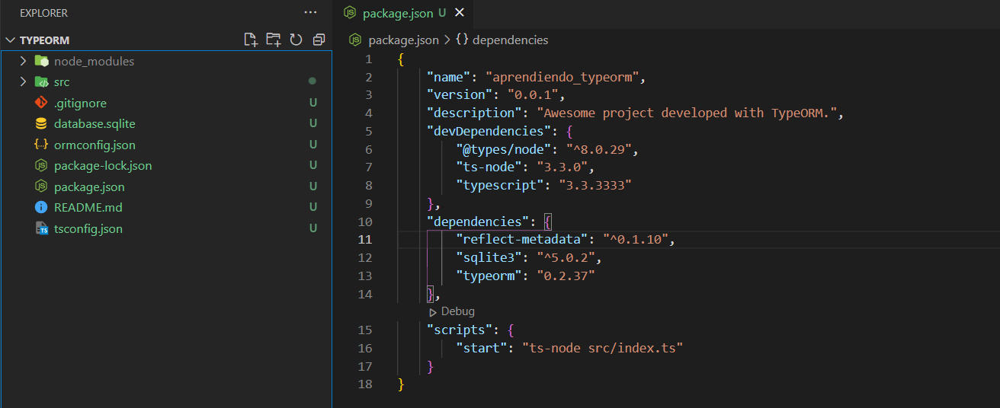 EXPLORER
TYPEORM
node_modules
src
.gitignore U
database.sqlite U
ormconfig.json U
package-lock.json U
package.json U
README.md U
tsconfig.json U
package.json U
package.json > {} dependencies
1 {
2 "name": "aprendiendo_typeorm",
3 "version": "0.0.1",
4 "description": "Awesome project developed with TypeORM.",
5 "devDependencies": {
6 "@types/node": "^8.0.29",
7 "ts-node": "3.3.0",
8 "typescript": "3.3.3333"
9 },
10 "dependencies": {
11 "reflect-metadata": "^0.1.10",
12 "sqlite3": "^5.0.2",
13 "typeorm": "0.2.37"
14 },
Debug
15 "scripts": {
16 "start": "ts-node src/index.ts"
17 }
18 }